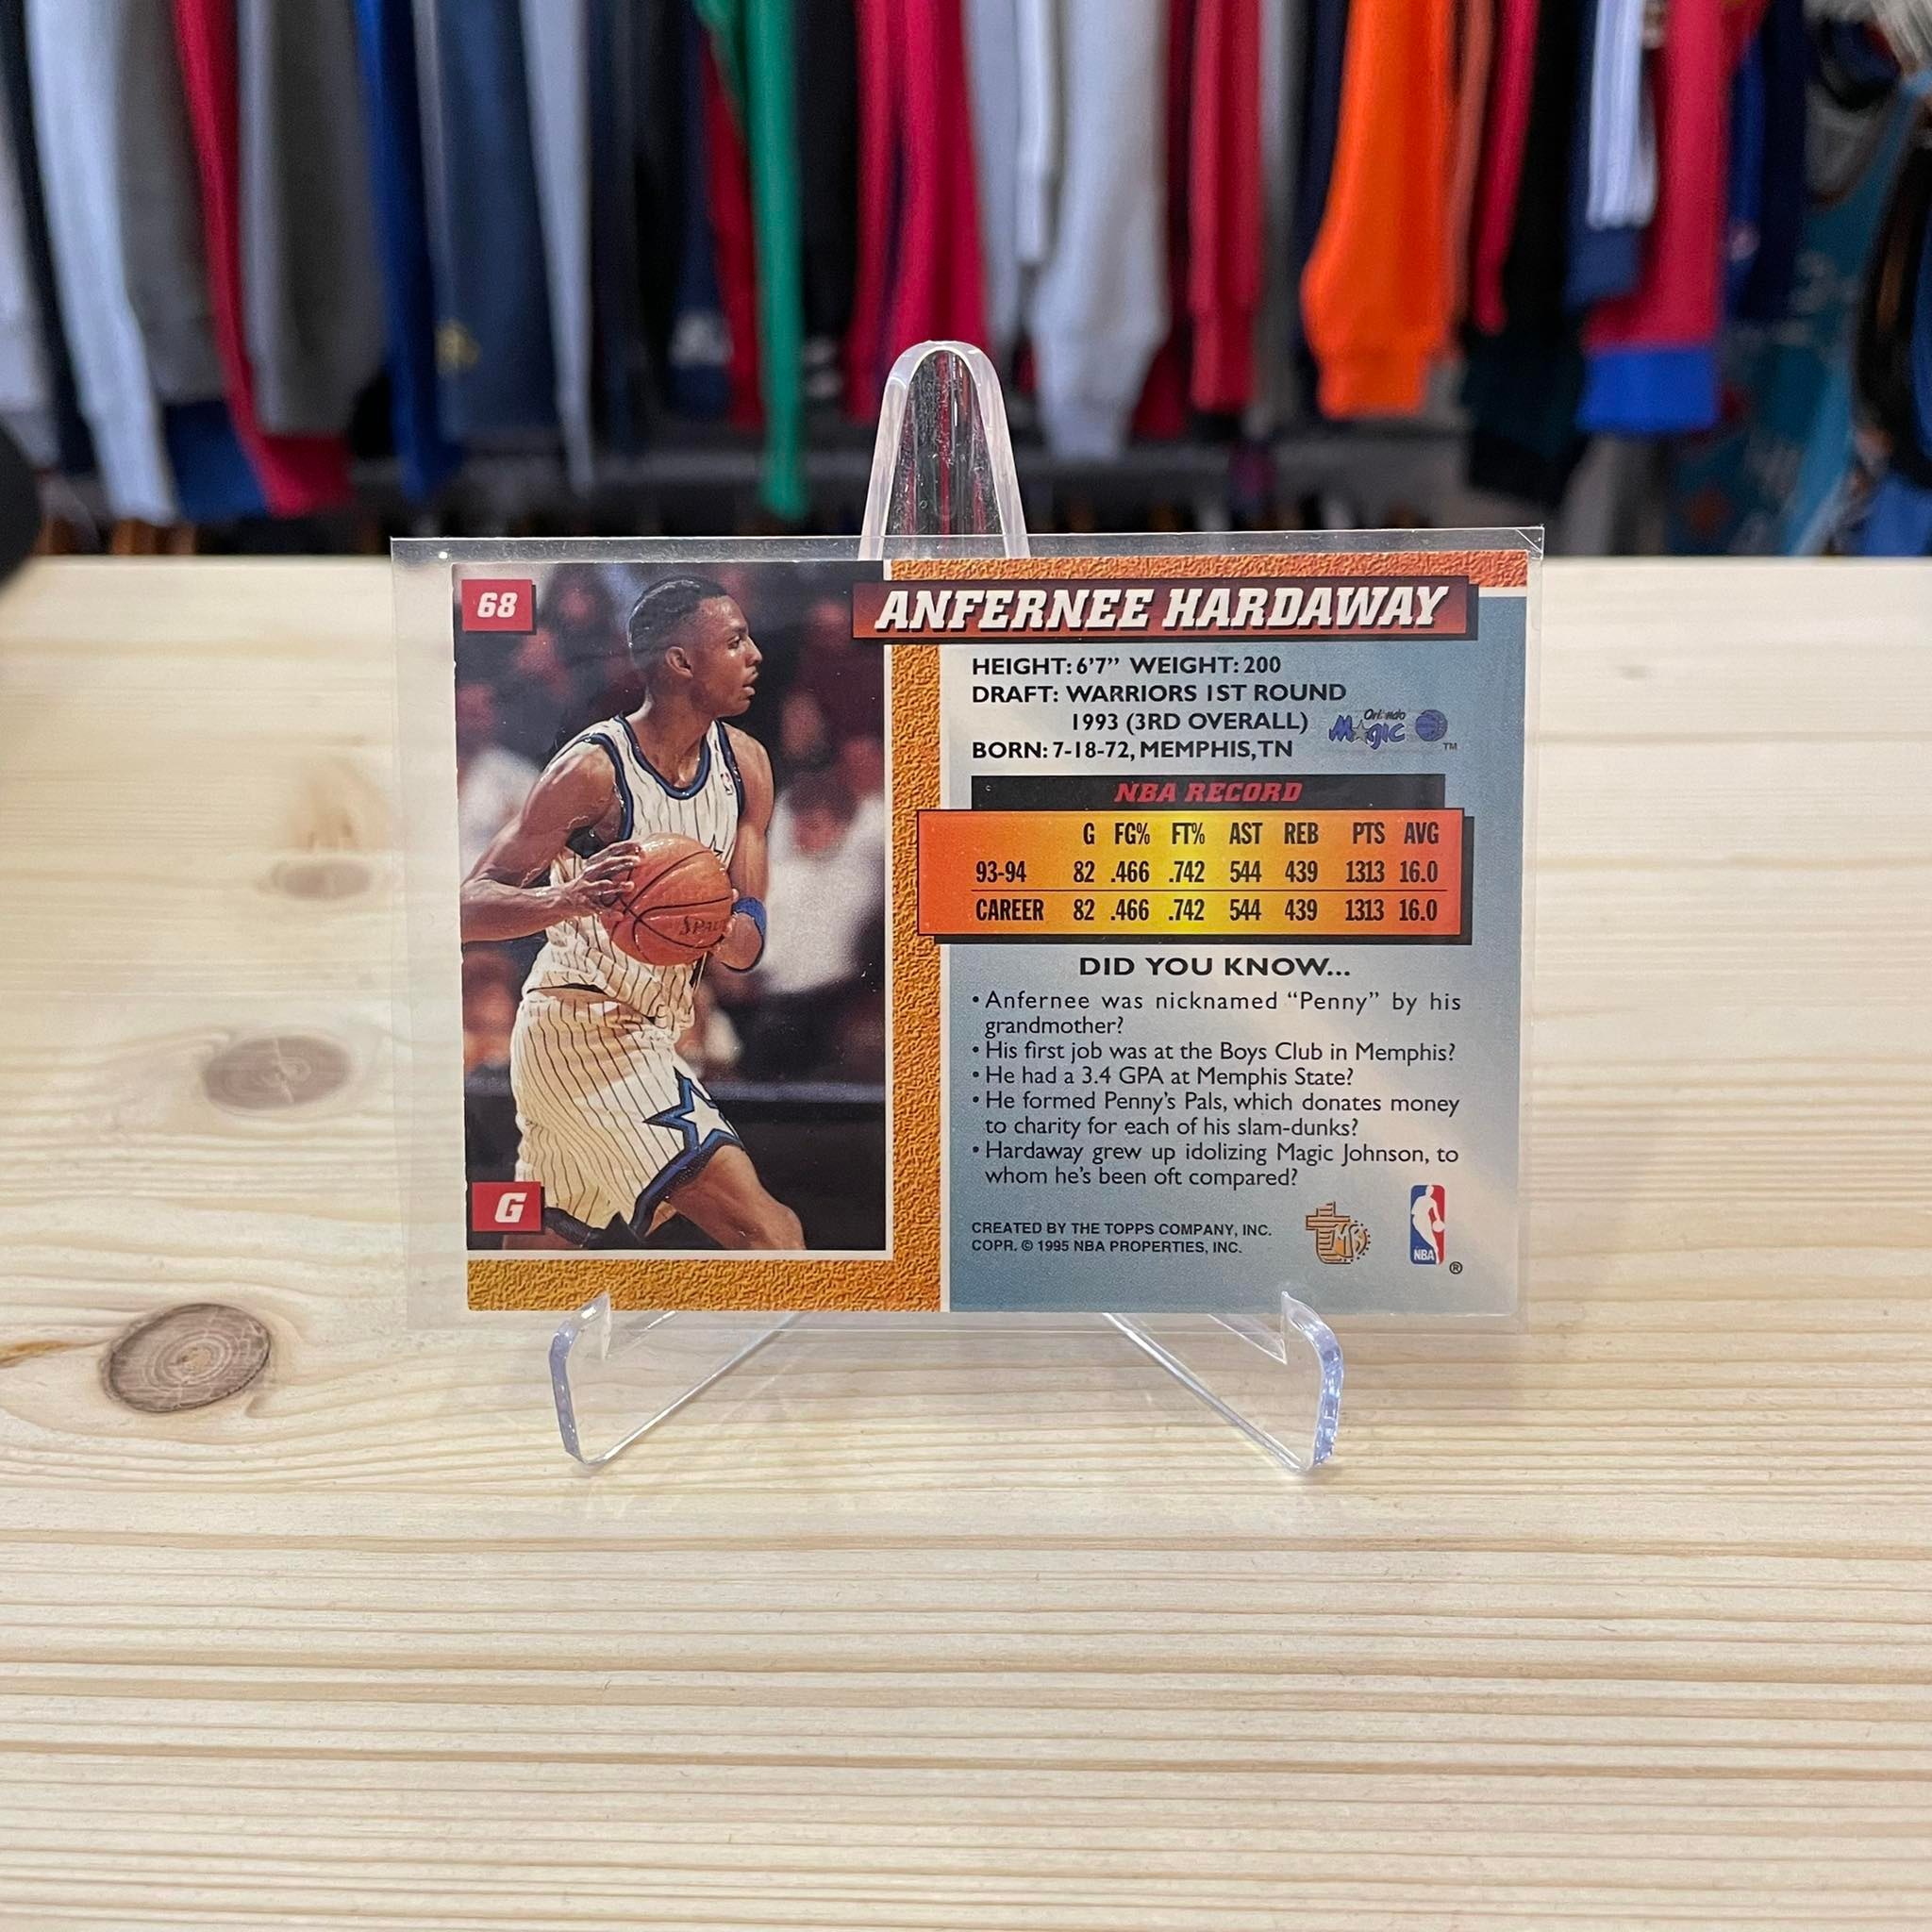 68
ANFERNEE HARDAWAY
HEIGHT: 6'7” WEIGHT: 200
DRAFT: WARRIORS 1ST ROUND
1993 (3RD OVERALL)
Orlando
Magic
TM
BORN: 7-18-72, MEMPHIS, TN
NBA RECORD
G FG% FT% AST REB PTS AVG
93-94 82 .466 .742 544 439 1313 16.0
CAREER 82 .466 .742 544 439 1313 16.0
DID YOU KNOW...
• Anfernee was nicknamed “Penny” by his
grandmother?
• His first job was at the Boys Club in Memphis?
• He had a 3.4 GPA at Memphis State?
• He formed Penny's Pals, which donates money
to charity for each of his slam-dunks?
• Hardaway grew up idolizing Magic Johnson, to
whom he's been oft compared?
G
CREATED BY THE TOPPS COMPANY, INC.
COPR. © 1995 NBA PROPERTIES, INC.
NBA
®